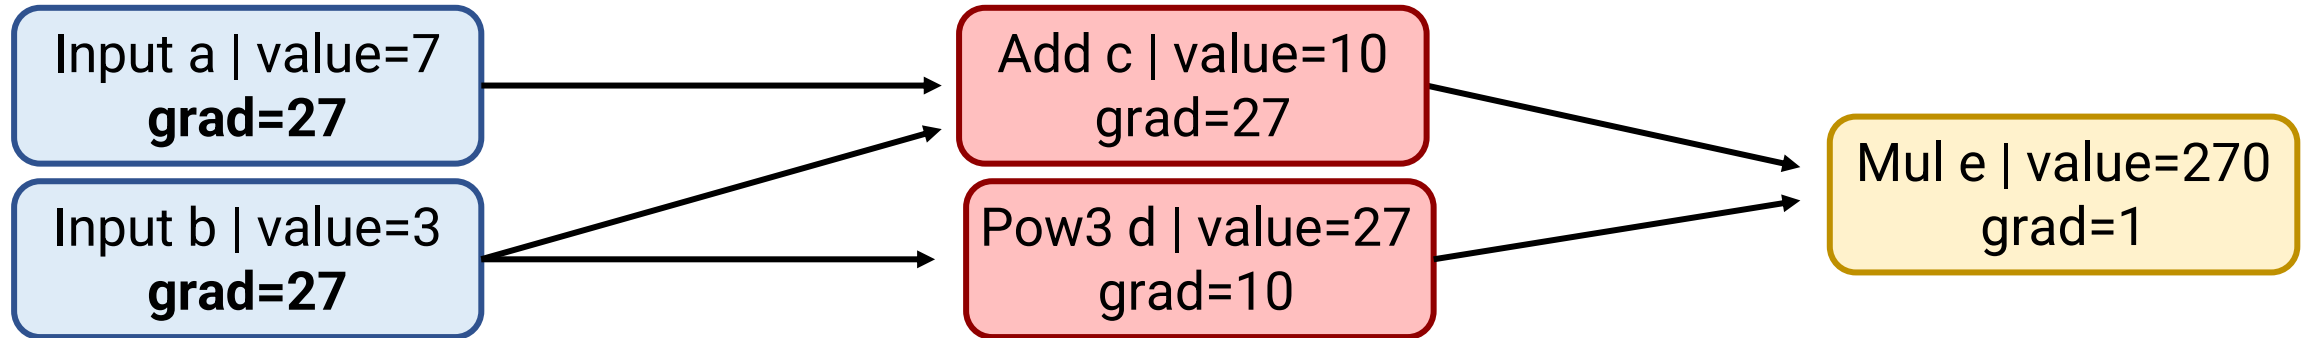 Input a | value=7
grad=27
Input b | value=3
grad=27
Add c | value=10
grad=27
Pow3 d | value=27
grad=10
Mul e | value=270
grad=1